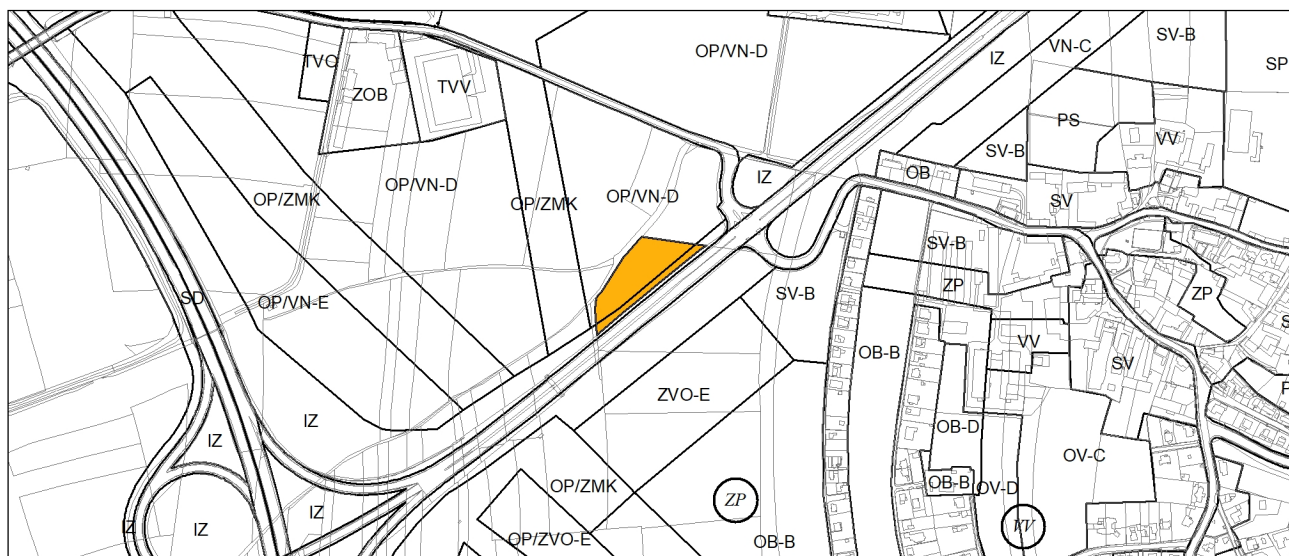 OP/VN-D
IZ
VN-C
SV-B
SP
TVO
ZOB
TVV
PS
VV
SV-B
OP/ZMK
OP/VN-D
OP/ZMK
OP/VN-D
IZ
OB
SV
SV-B
ZP
ZP
SD
OP/VN-E
SV-B
S
VV
OB-B
SV
ZVO-E
P
IZ
IZ
OB-D
OV-C
OP/ZMK
OB-B
OV-D
ZP
VV
IZ
IZ
IZ
OP/ZVO-E
OB-B